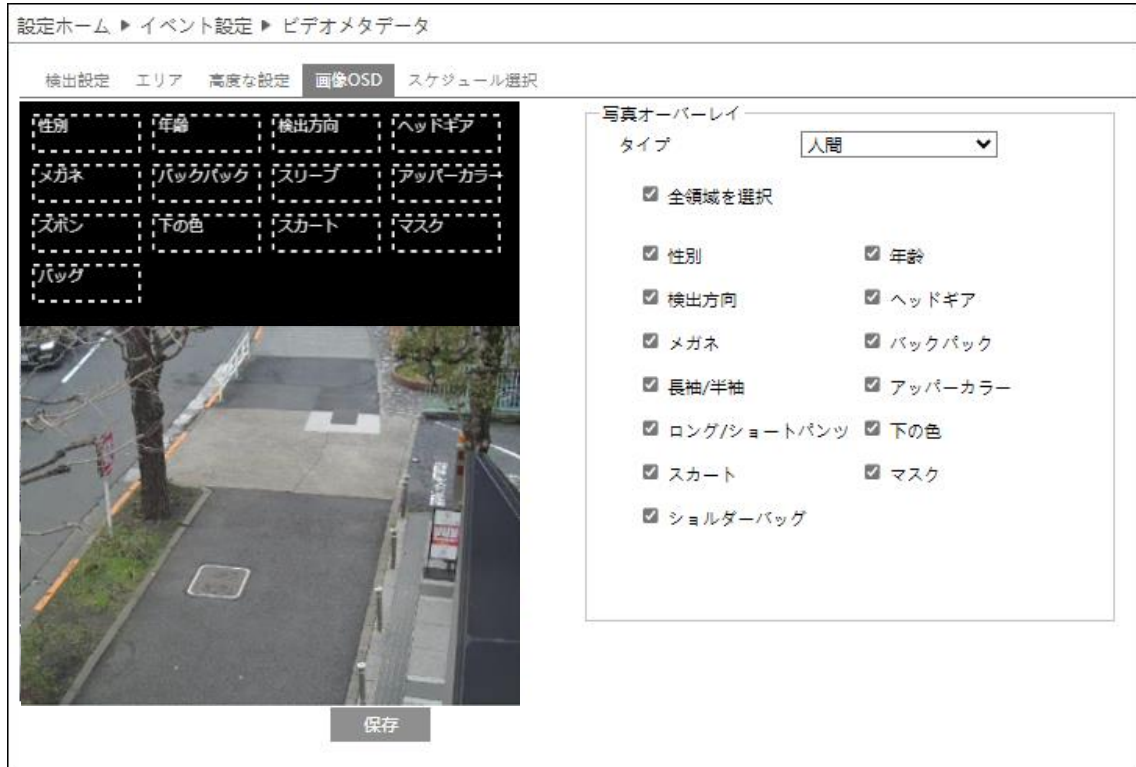 設定ホーム ▶ イベント設定 ▶ ビデオメタデータ
検出設定 エリア 高度な設定 画像OSD スケジュール選択
性別 年齢 検出方向 ヘッドギア
メガネ バックパック スリーブ アッパーカラー
ズボン 下の色 スカート マスク
バッグ
写真オーバーレイ
タイプ 人間
全領域を選択
性別 年齢
検出方向 ヘッドギア
メガネ バックパック
長袖/半袖 アッパーカラー
ロング/ショートパンツ 下の色
スカート マスク
ショルダーバッグ
保存